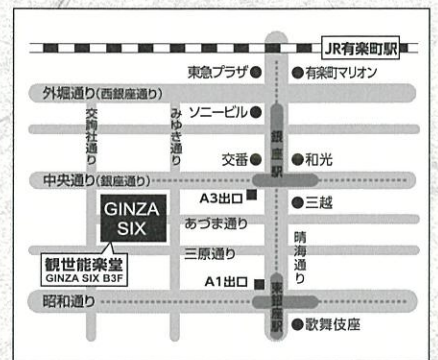 JR有楽町駅
東急プラザ
有楽町マリオン
外堀通り(西銀座通り)
交詢社通り
みゆき通り
ソニービル
銀座駅
交番
和光
中央通り(銀座通り)
A3出口
三越
GINZA
SIX
あづま通り
晴海通り
三原通り
観世能楽堂
GINZA SIX B3F
A1出口
昭和通り
東銀座駅
歌舞伎座